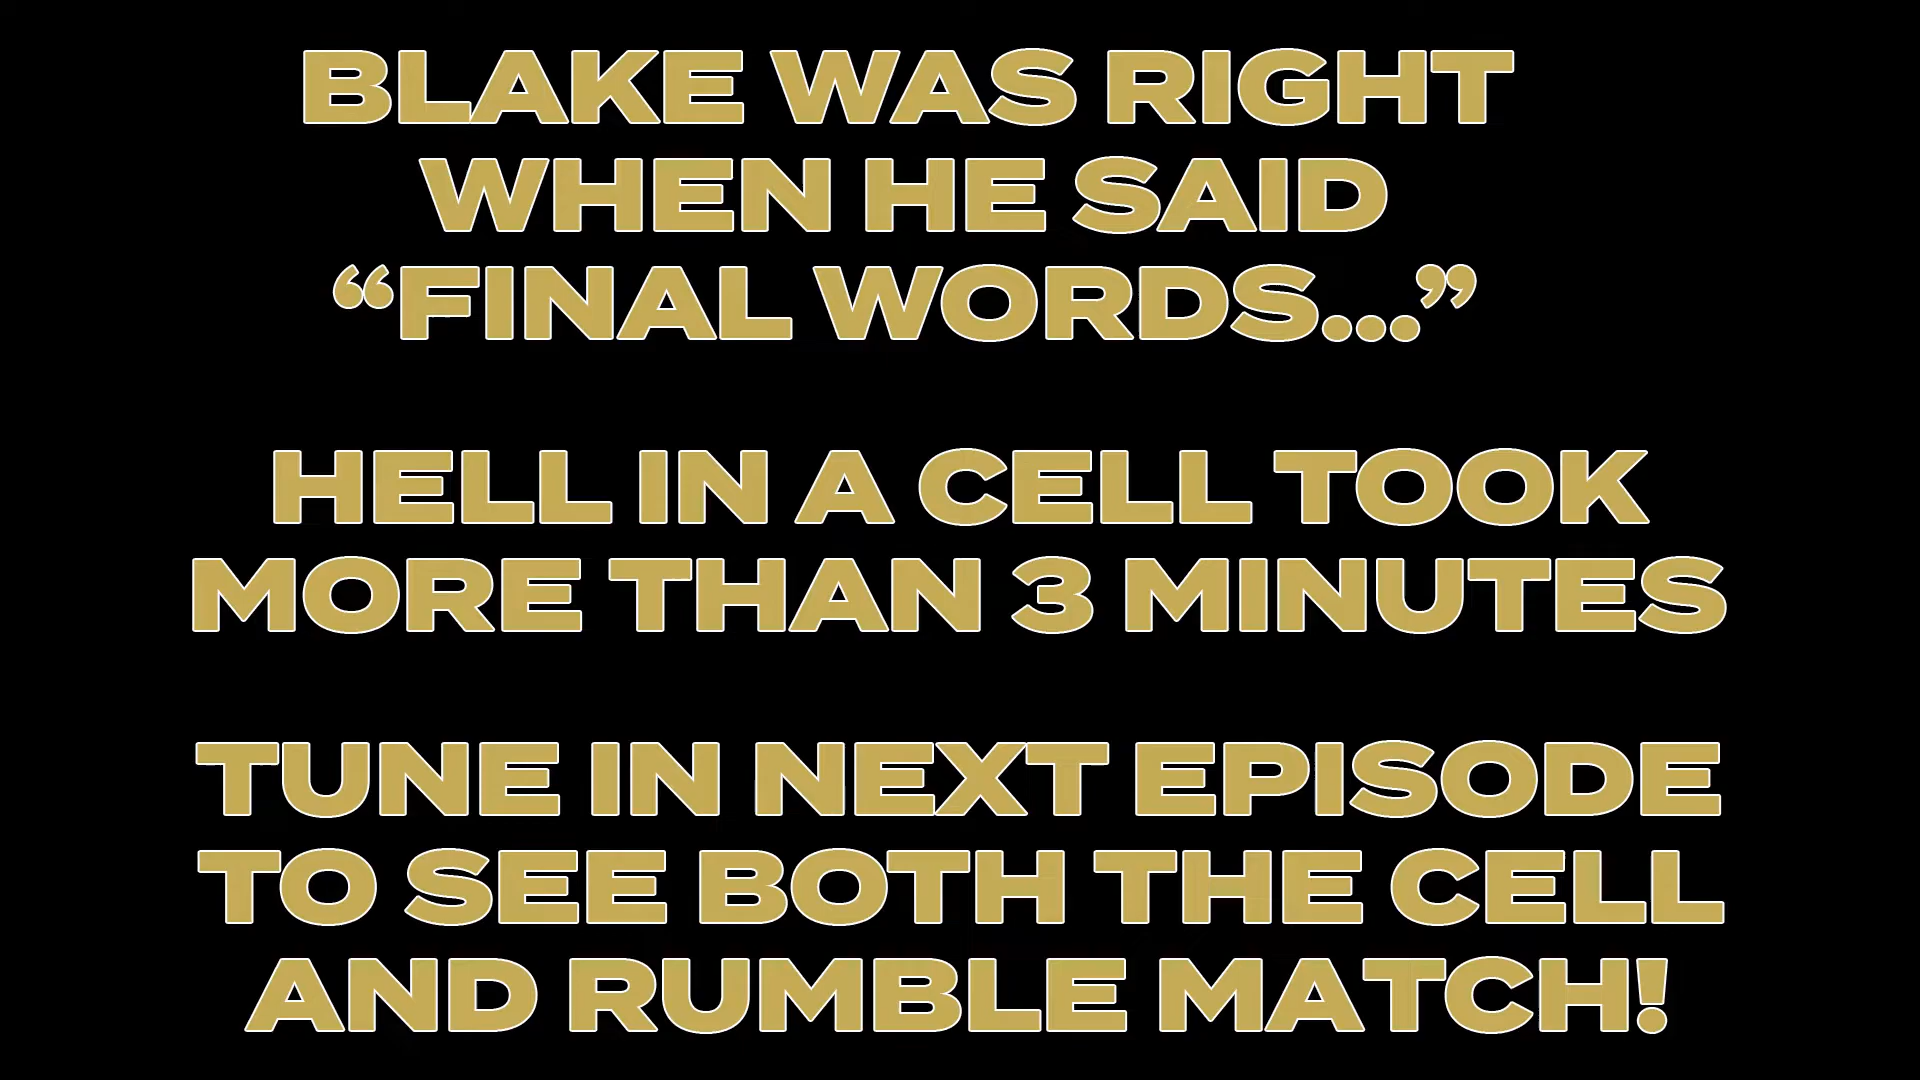 BLAKE WAS RIGHT
WHEN HE SAID
“FINAL WORDS...”
HELL IN A CELL TOOK
MORE THAN 3 MINUTES
TUNE IN NEXT EPISODE
TO SEE BOTH THE CELL
AND RUMBLE MATCH!